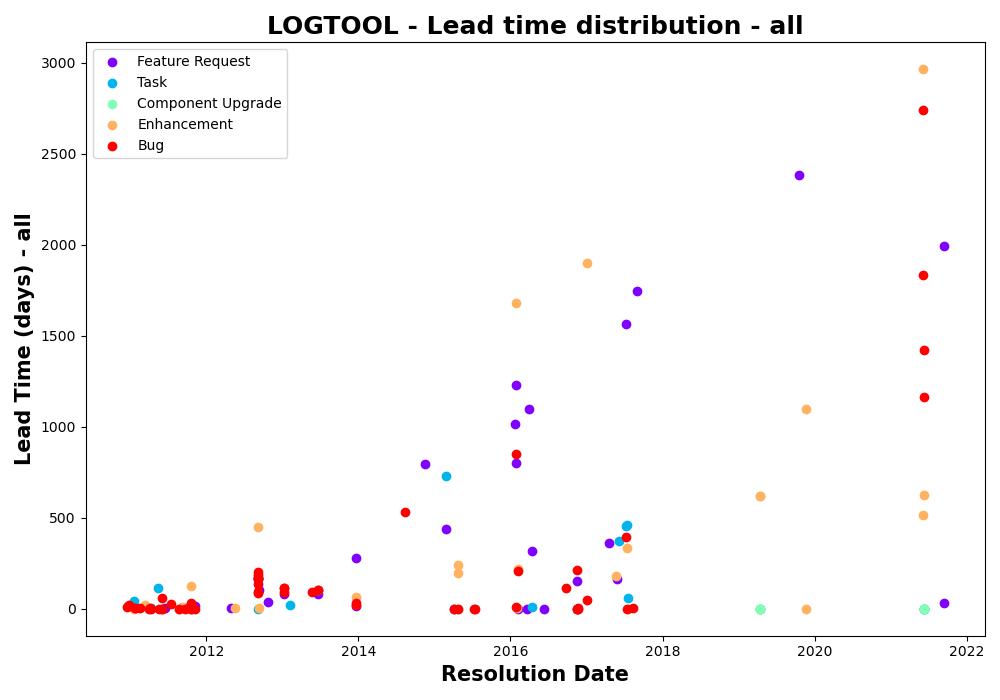 LOGTOOL - Lead time distribution - all
Feature Request
Task
Component Upgrade
Enhancement
Bug
Lead Time (days) - all
3000
2500
2000
1500
1000
500
0
2012 2014 2016 2018 2020 2022
Resolution Date